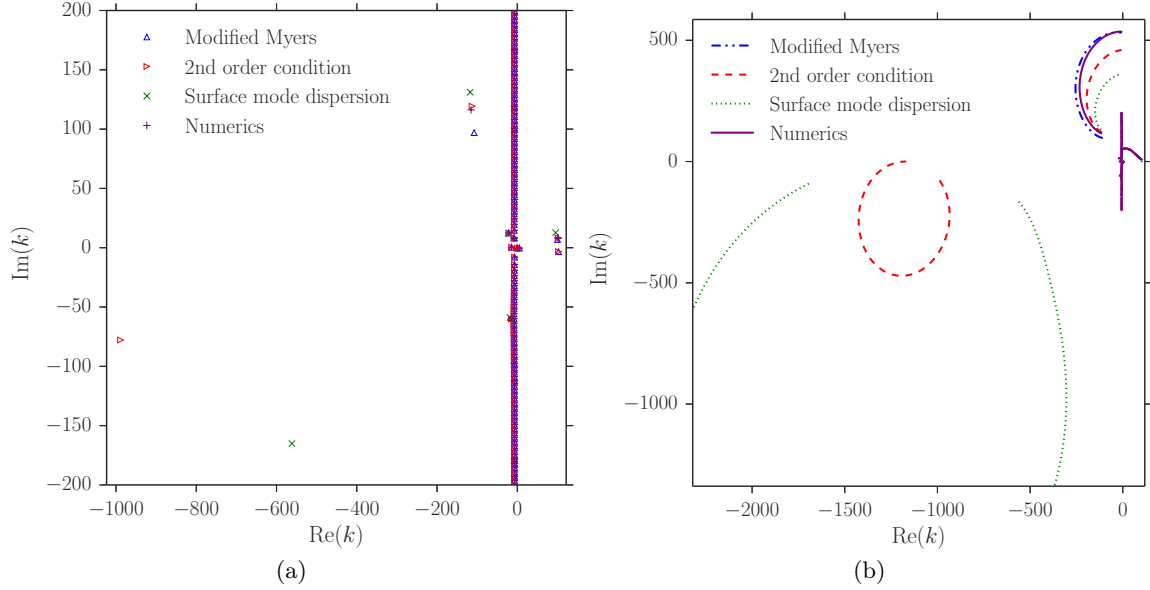 200
150
100
50
0
−50
−100
−150
−200
Im(k)
Modified Myers
2nd order condition
Surface mode dispersion
Numerics
−1000
−800
−600
−400
−200
0
Re(k)
(a)
500
0
−500
−1000
Im(k)
Modified Myers
2nd order condition
Surface mode dispersion
Numerics
−2000
−1500
−1000
−500
0
Re(k)
(b)